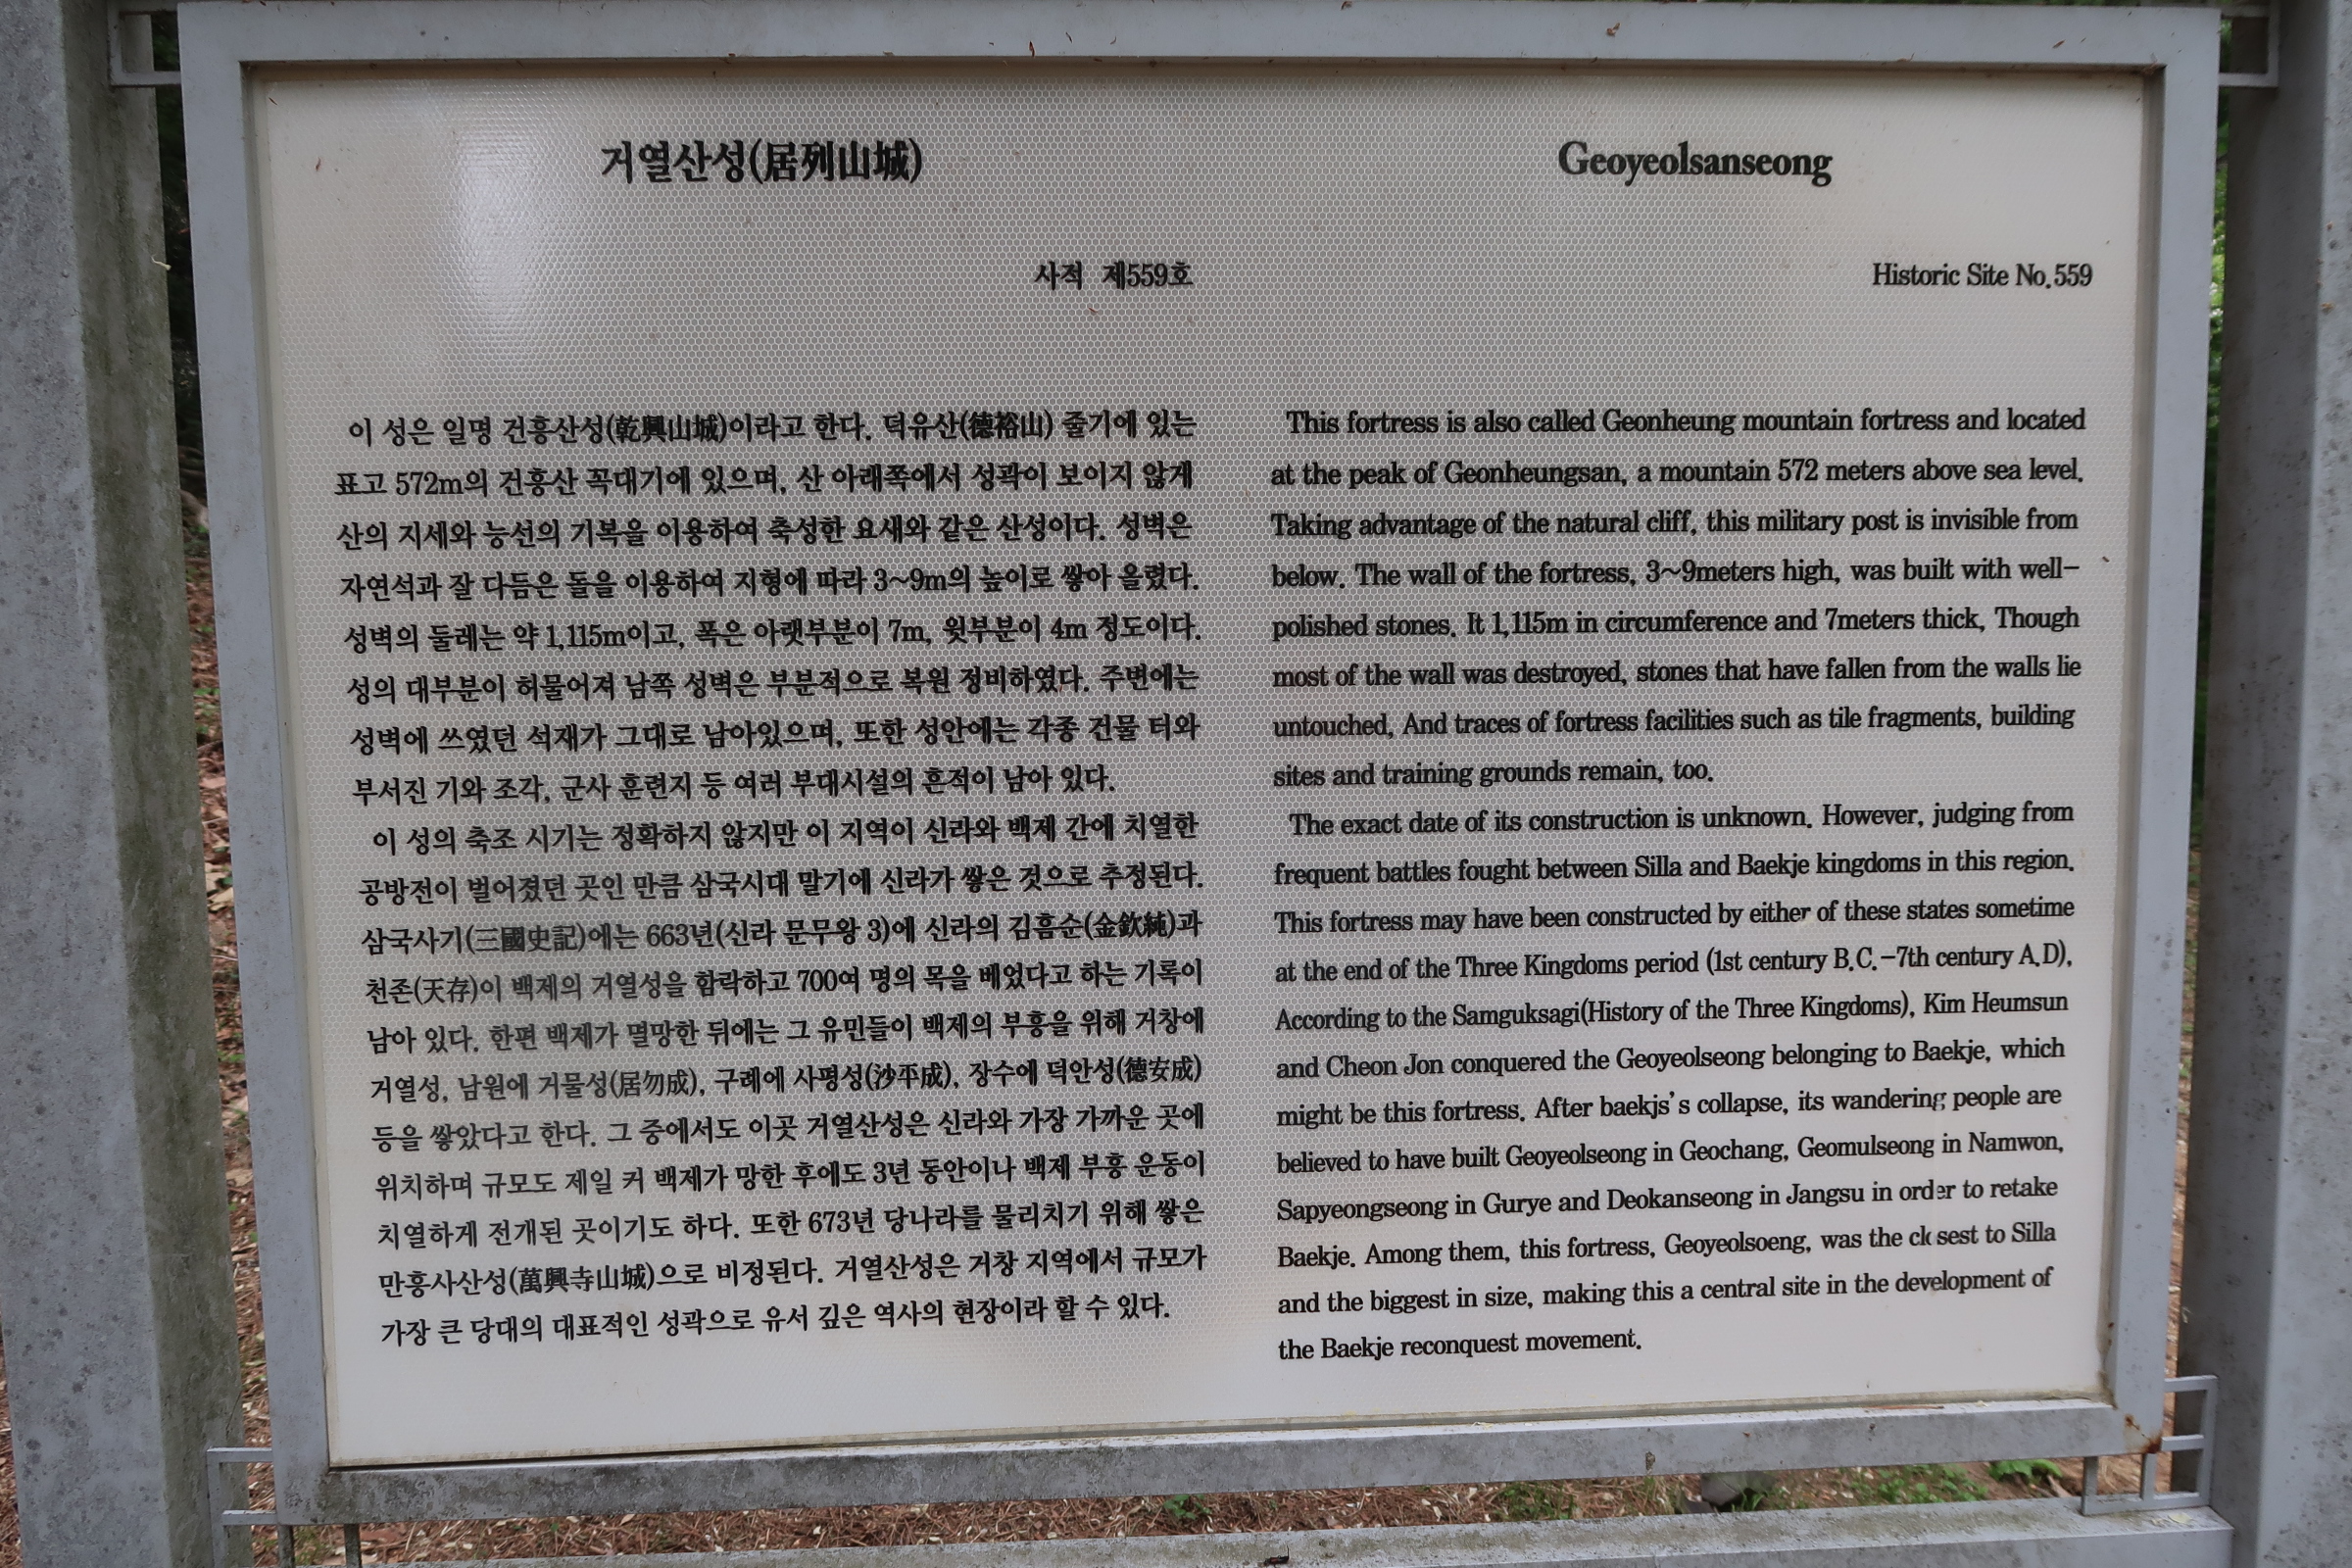 거열산성(居列山城)
사적 제559호
이 성은 일명 건흥산성(乾興山城)이라고 한다. 덕유산(德裕山) 줄기에 있는
표고 572m의 건흥산 꼭대기에 있으며, 산 아래쪽에서 성곽이 보이지 않게
산의 지세와 능선의 기복을 이용하여 축성한 요새와 같은 산성이다. 성벽은
자연석과 잘 다듬은 돌을 이용하여 지형에 따라 3~9m의 높이로 쌓아 올렸다.
성벽의 둘레는 약 1,115m이고, 폭은 아랫부분이 7m, 윗부분이 4m 정도이다.
성의 대부분이 허물어져 남쪽 성벽은 부분적으로 복원 정비하였다. 주변에는
성벽에 쓰였던 석재가 그대로 남아있으며, 또한 성안에는 각종 건물 터와
부서진 기와 조각, 군사 훈련지 등 여러 부대시설의 흔적이 남아 있다.
이 성의 축조 시기는 정확하지 않지만 이 지역이 신라와 백제 간에 치열한
공방전이 벌어졌던 곳인 만큼 삼국시대 말기에 신라가 쌓은 것으로 추정된다.
삼국사기(三國史記)에는 663년(신라 문무왕 3)에 신라의 김흠순(金欽純)과
천존(天存)이 백제의 거열성을 함락하고 700여 명의 목을 베었다고 하는 기록이
남아 있다. 한편 백제가 멸망한 뒤에는 그 유민들이 백제의 부흥을 위해 거창에
거열성, 남원에 거물성(居勿成), 구례에 사평성(沙平成), 장수에 덕안성(德安成)
등을 쌓았다고 한다. 그 중에서도 이곳 거열산성은 신라와 가장 가까운 곳에
위치하며 규모도 제일 커 백제가 망한 후에도 3년 동안이나 백제 부흥 운동이
치열하게 전개된 곳이기도 하다. 또한 673년 당나라를 물리치기 위해 쌓은
만흥사산성(萬興寺山城)으로 비정된다. 거열산성은 거창 지역에서 규모가
가장 큰 당대의 대표적인 성곽으로 유서 깊은 역사의 현장이라 할 수 있다.
Geoyeolsanseong
Historic Site No.559
This fortress is also called Geonheung mountain fortress and located
at the peak of Geonheungsan, a mountain 572 meters above sea level.
Taking advantage of the natural cliff, this military post is invisible from
below. The wall of the fortress, 3~9meters high, was built with well-
polished stones. It 1,115m in circumference and 7meters thick, Though
most of the wall was destroyed, stones that have fallen from the walls lie
untouched, And traces of fortress facilities such as tile fragments, building
sites and training grounds remain, too.
The exact date of its construction is unknown. However, judging from
frequent battles fought between Silla and Baekje kingdoms in this region.
This fortress may have been constructed by either of these states sometime
at the end of the Three Kingdoms period (1st century B.C.-7th century A.D),
According to the Samguksagi(History of the Three Kingdoms), Kim Heumsun
and Cheon Jon conquered the Geoyeolseong belonging to Baekje, which
might be this fortress. After baekjs's collapse, its wandering people are
believed to have built Geoyeolseong in Geochang, Geomulseong in Namwon,
Sapyeongseong in Gurye and Deokanseong in Jangsu in order to retake
Baekje. Among them, this fortress, Geoyeolsoeng, was the closest to Silla
and the biggest in size, making this a central site in the development of
the Baekje reconquest movement.